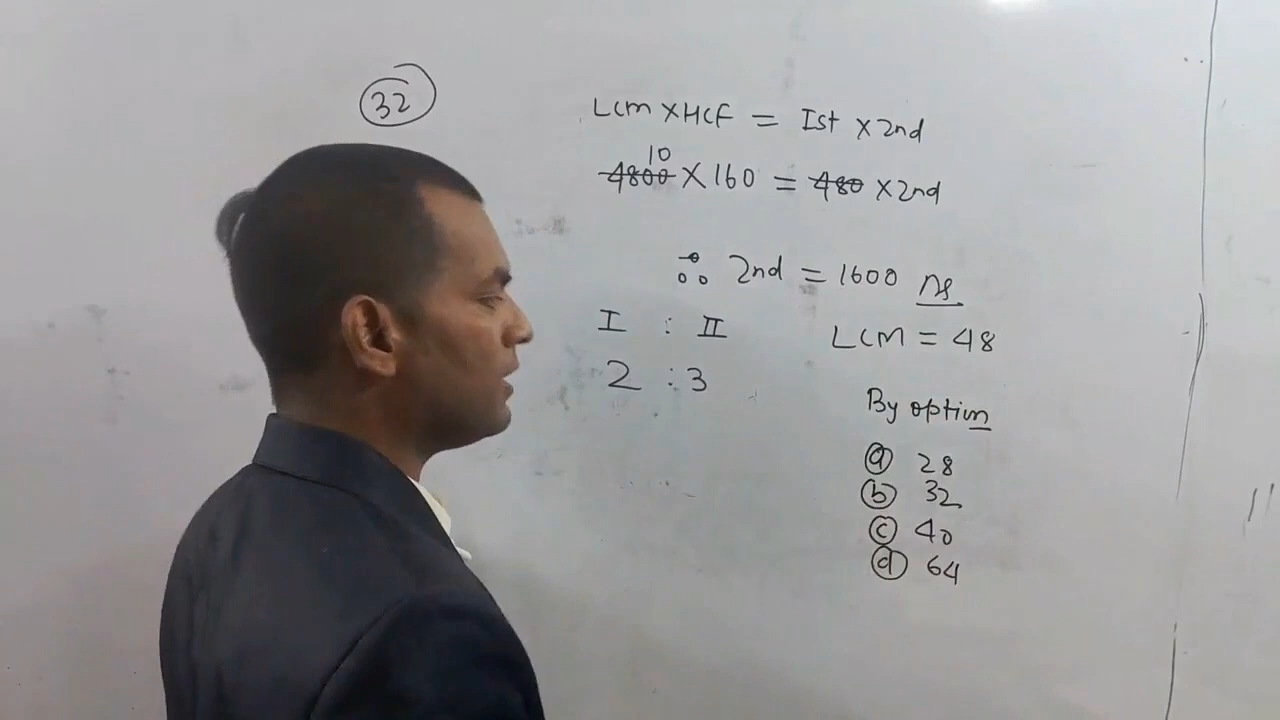 32
LCM X HCF = Ist X 2nd
10
4800 X 160 = 480 X 2nd
∴ 2nd = 1600 Ans
I : II
LCM = 48
2 : 3
By option
(a) 28
(b) 32
(c) 40
(d) 64